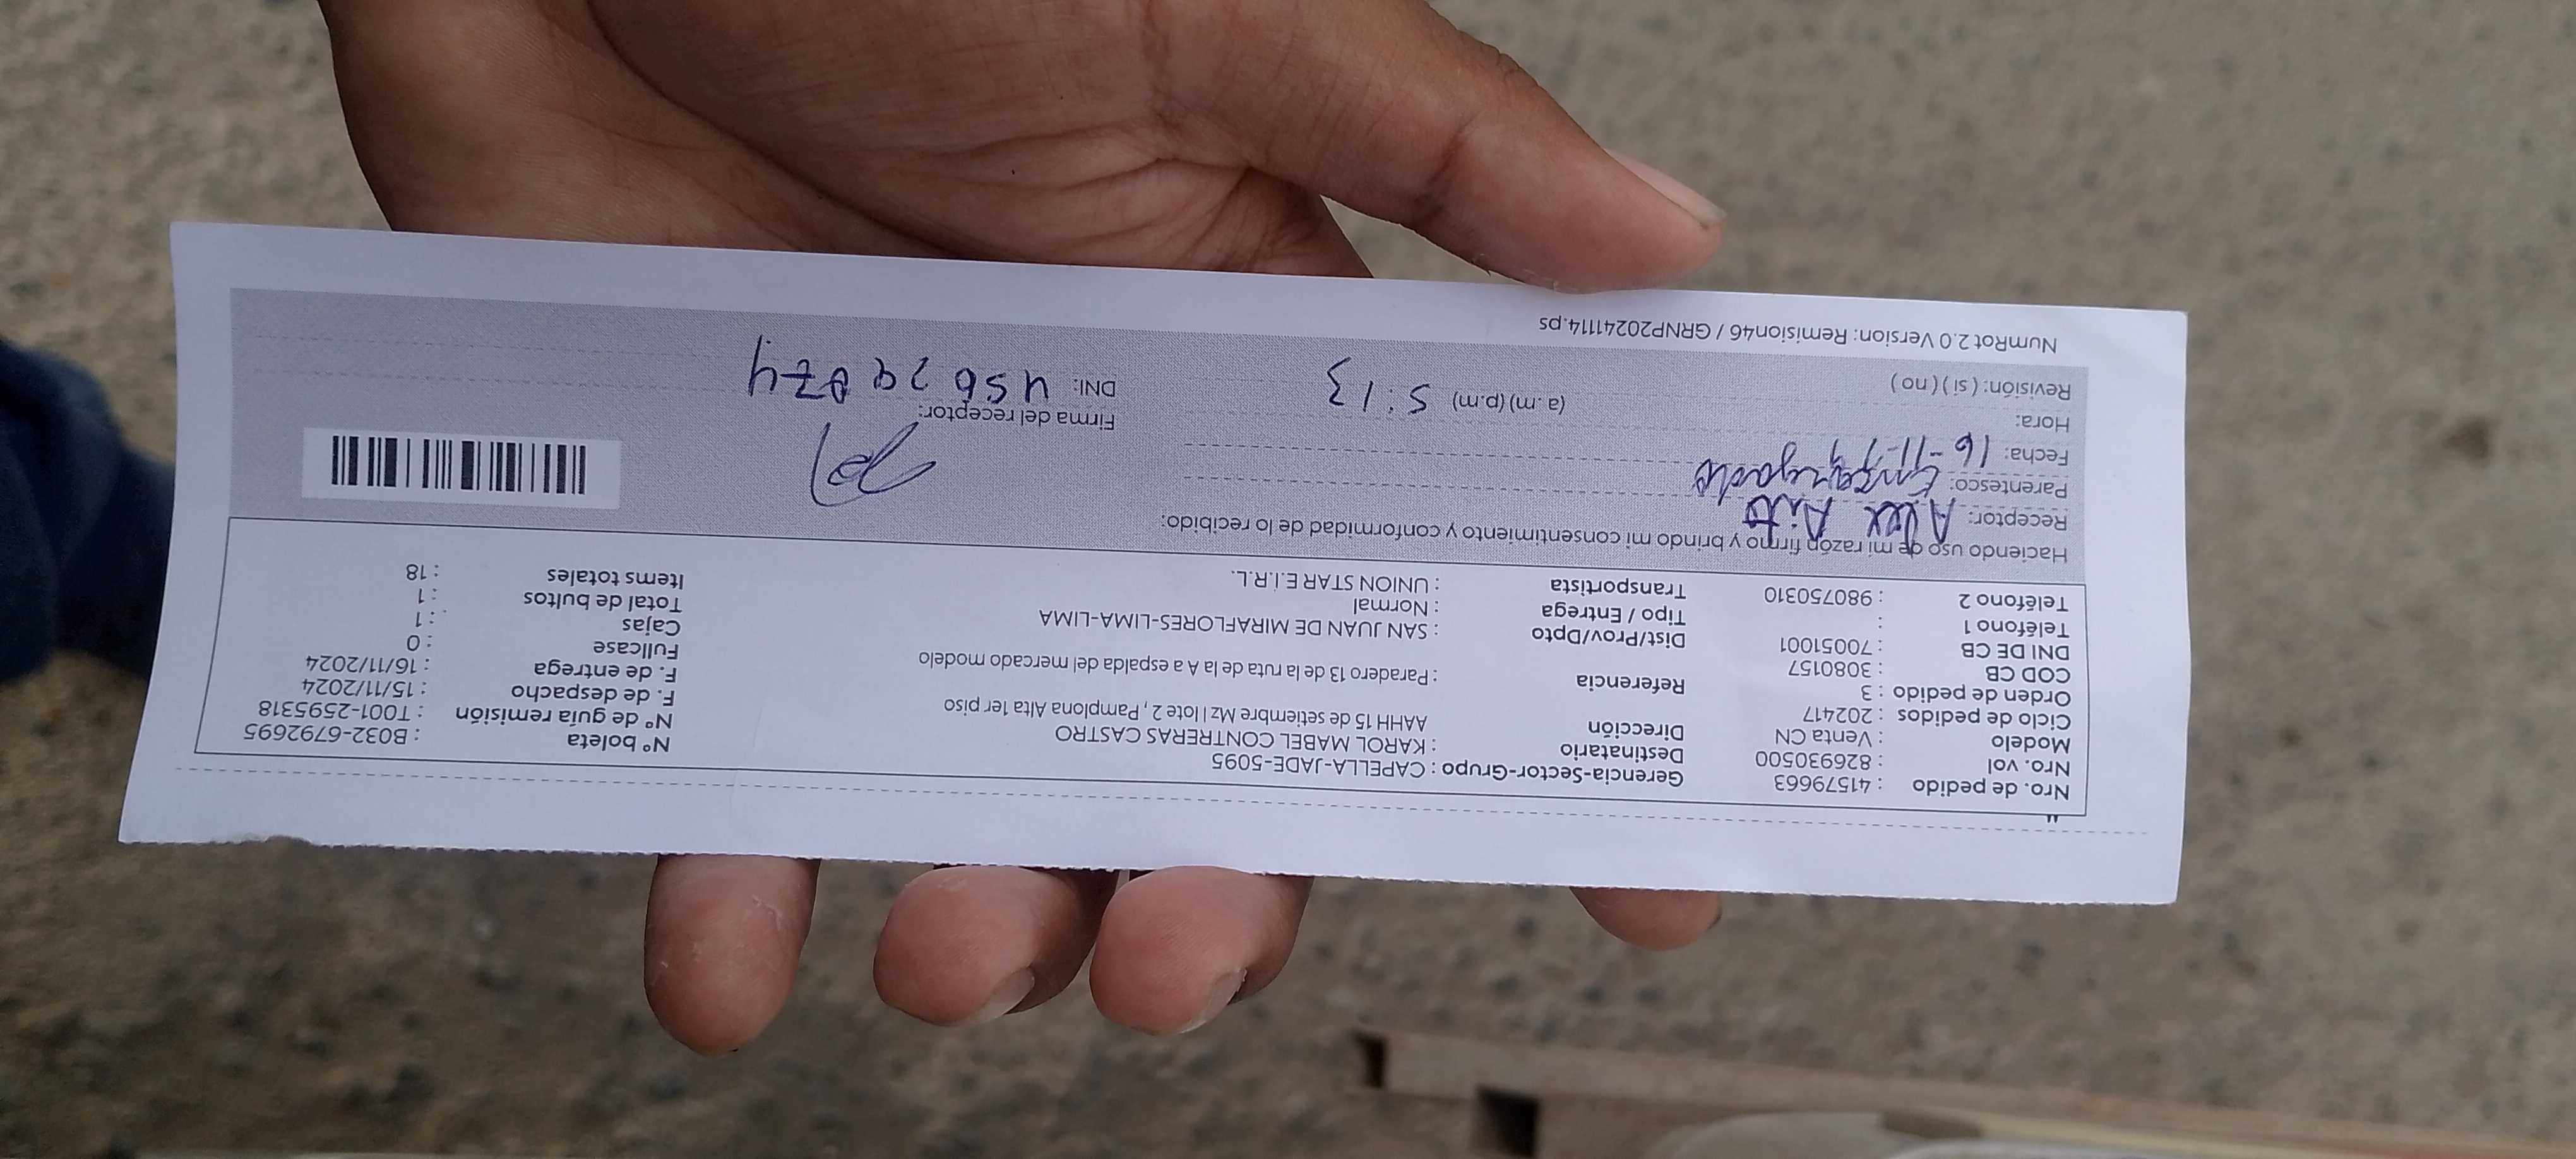 Nro. de pedido : 41579663
Nro. vol : 826930500
Modelo : Venta CN
Ciclo de pedidos : 202417
Orden de pedido : 3
COD CB : 3080157
DNI DE CB : 70051001
Teléfono 1 :
Teléfono 2 : 980750310
Gerencia-Sector-Grupo : CAPELLA-JADE-5095
Destinatario : KAROL MABEL CONTRERAS CASTRO
Dirección AAHH 15 de setiembre Mz I lote 2, Pamplona Alta 1er piso
Referencia : Paradero 13 de la ruta de la A a espalda del mercado modelo
Dist/Prov/Dpto : SAN JUAN DE MIRAFLORES-LIMA-LIMA
Tipo / Entrega : Normal
Transportista : UNION STAR E.I.R.L.
Nº boleta : B032-6792695
Nº de guía remisión : T001-2595318
F. de despacho : 15/11/2024
F. de entrega : 16/11/2024
Fullcase : 0
Cajas : 1
Total de bultos : 1
Items totales : 18
Haciendo uso de mi razón firmo y brindo mi consentimiento y conformidad de lo recibido:
Receptor: Alex
Parentesco: Encargado
Fecha: 16-11-
Hora: (a.m) (p.m) 5:13
Revisión: ( si ) ( no )
Firma del receptor:
DNI:
NumRot 2.0 Version: Remision46 / GRNP20241114.ps